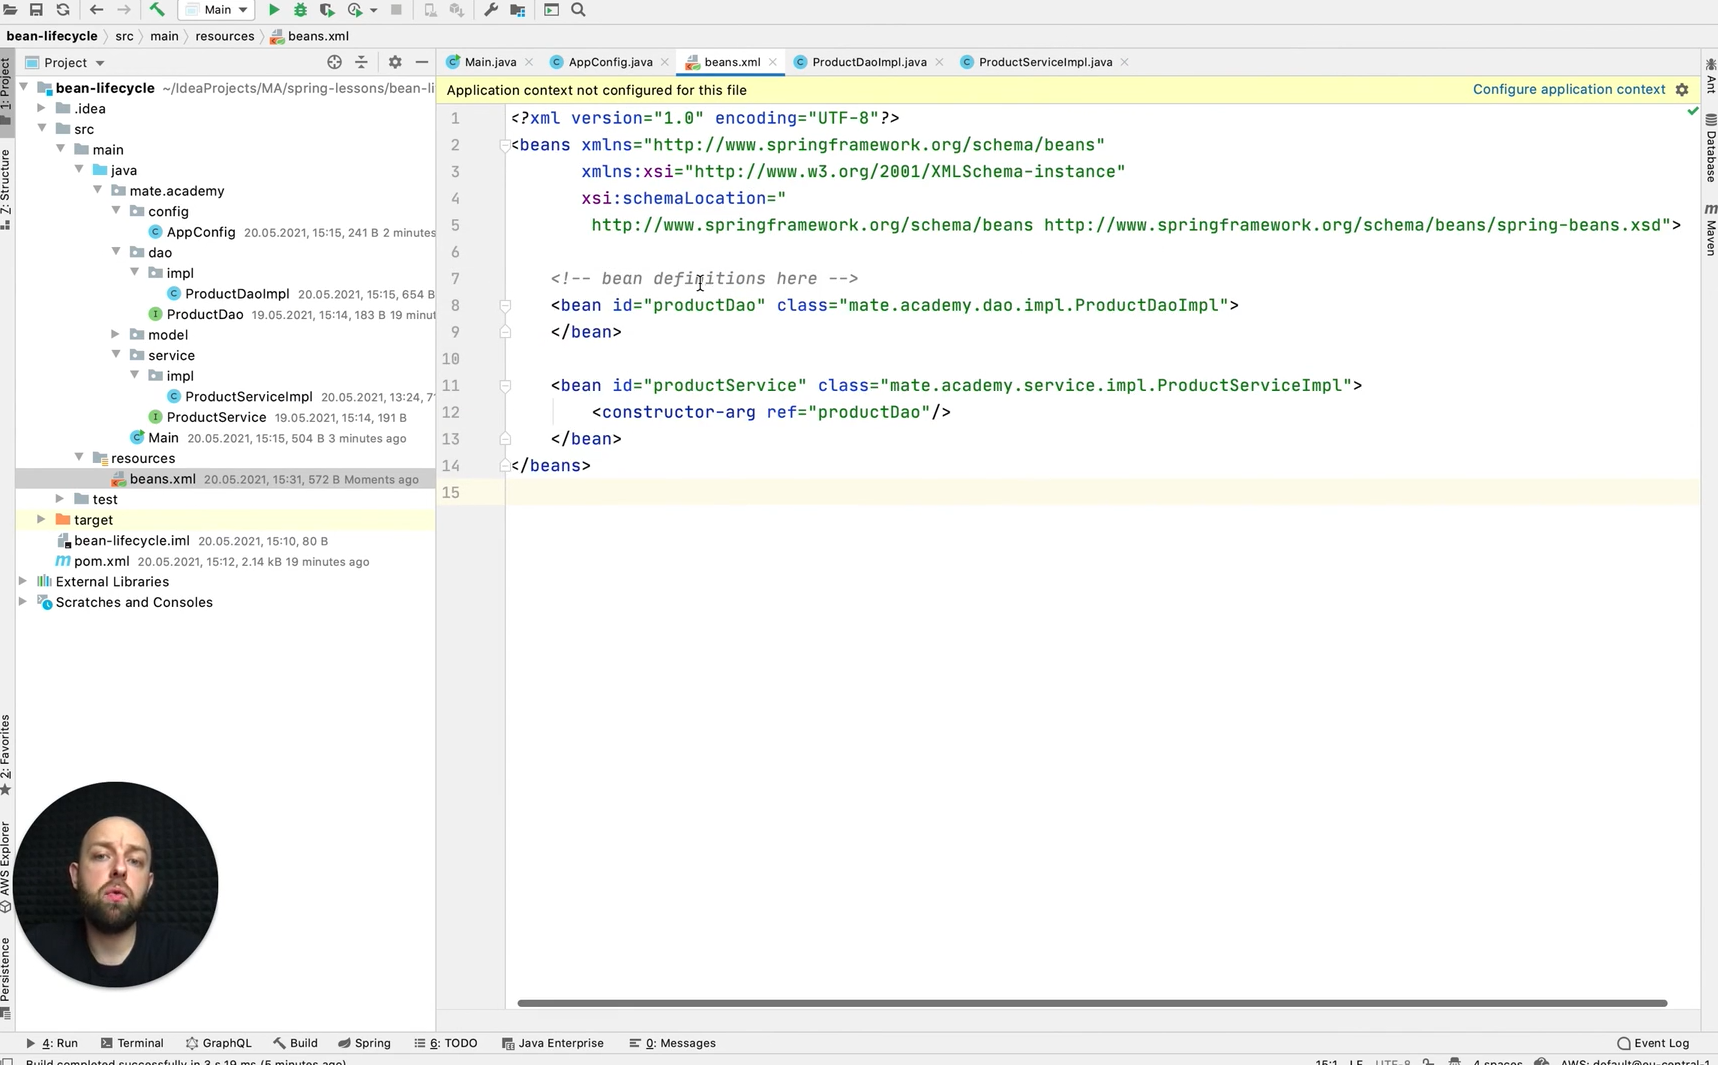 Main
bean-lifecycle src main resources beans.xml
Project
Main.java AppConfig.java beans.xml ProductDaoImpl.java ProductServiceImpl.java
Application context not configured for this file Configure application context
bean-lifecycle ~/IdeaProjects/MA/spring-lessons/bean-li
.idea
src
main
java
mate.academy
config
AppConfig 20.05.2021, 15:15, 241 B 2 minutes
dao
impl
ProductDaoImpl 20.05.2021, 15:15, 654 B
ProductDao 19.05.2021, 15:14, 183 B 19 minut
model
service
impl
ProductServiceImpl 20.05.2021, 13:24, 7
ProductService 19.05.2021, 15:14, 191 B
Main 20.05.2021, 15:15, 504 B 3 minutes ago
resources
beans.xml 20.05.2021, 15:31, 572 B Moments ago
test
target
bean-lifecycle.iml 20.05.2021, 15:10, 80 B
pom.xml 20.05.2021, 15:12, 2.14 kB 19 minutes ago
External Libraries
Scratches and Consoles
1 <?xml version="1.0" encoding="UTF-8"?>
2 <beans xmlns="http://www.springframework.org/schema/beans"
3 xmlns:xsi="http://www.w3.org/2001/XMLSchema-instance"
4 xsi:schemaLocation="
5 http://www.springframework.org/schema/beans http://www.springframework.org/schema/beans/spring-beans.xsd">
6
7 <!-- bean definitions here -->
8 <bean id="productDao" class="mate.academy.dao.impl.ProductDaoImpl">
9 </bean>
10
11 <bean id="productService" class="mate.academy.service.impl.ProductServiceImpl">
12 <constructor-arg ref="productDao"/>
13 </bean>
14 </beans>
15
1: Project
Z: Structure
2: Favorites
AWS Explorer
Persistence
Ant
Database
Maven
4: Run Terminal GraphQL Build Spring 6: TODO Java Enterprise 0: Messages Event Log
Build completed successfully in 3 s 19 ms (5 minutes ago) 15:1 LF UTF-8 4 spaces AWS: default@eu-central-1